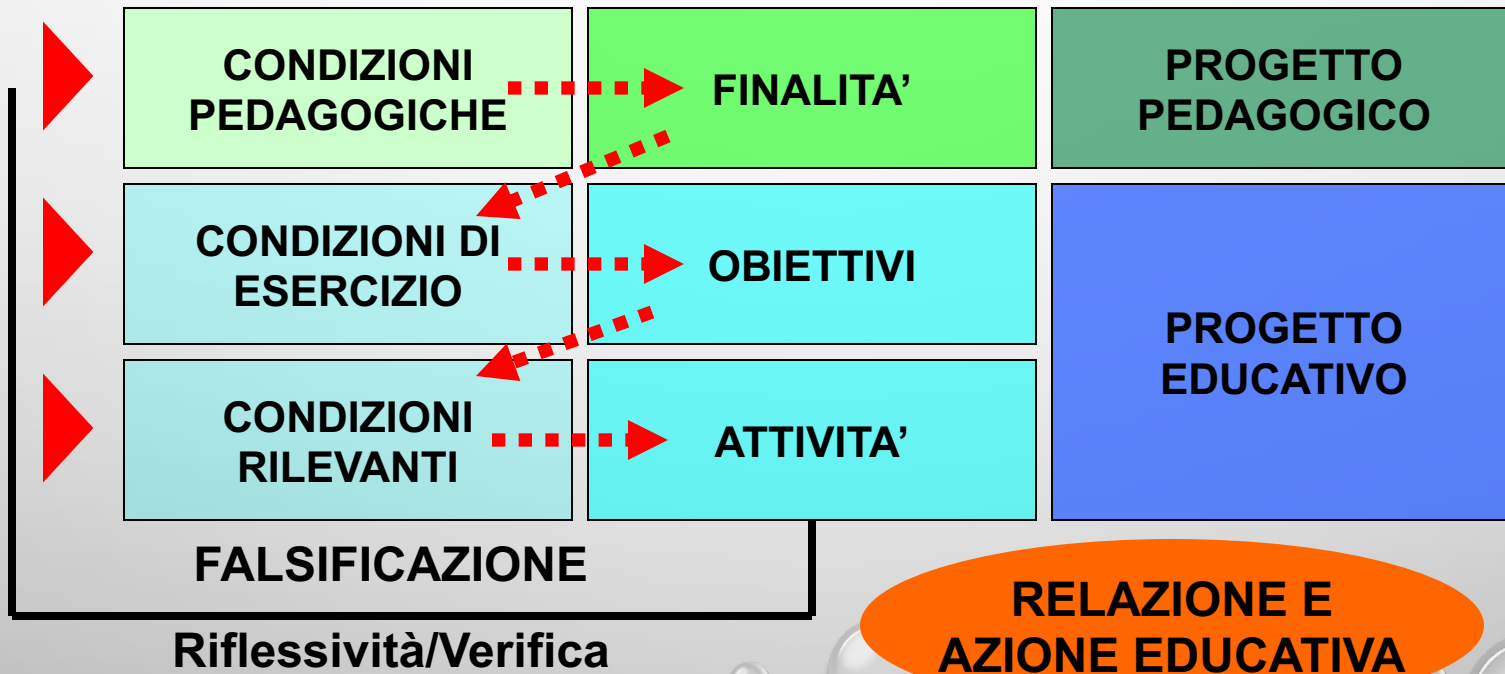 CONDIZIONI
PEDAGOGICHE
FINALITA’
PROGETTO
PEDAGOGICO
CONDIZIONI DI
ESERCIZIO
OBIETTIVI
PROGETTO
EDUCATIVO
CONDIZIONI
RILEVANTI
ATTIVITA’
FALSIFICAZIONE
Riflessività/Verifica
RELAZIONE E
AZIONE EDUCATIVA